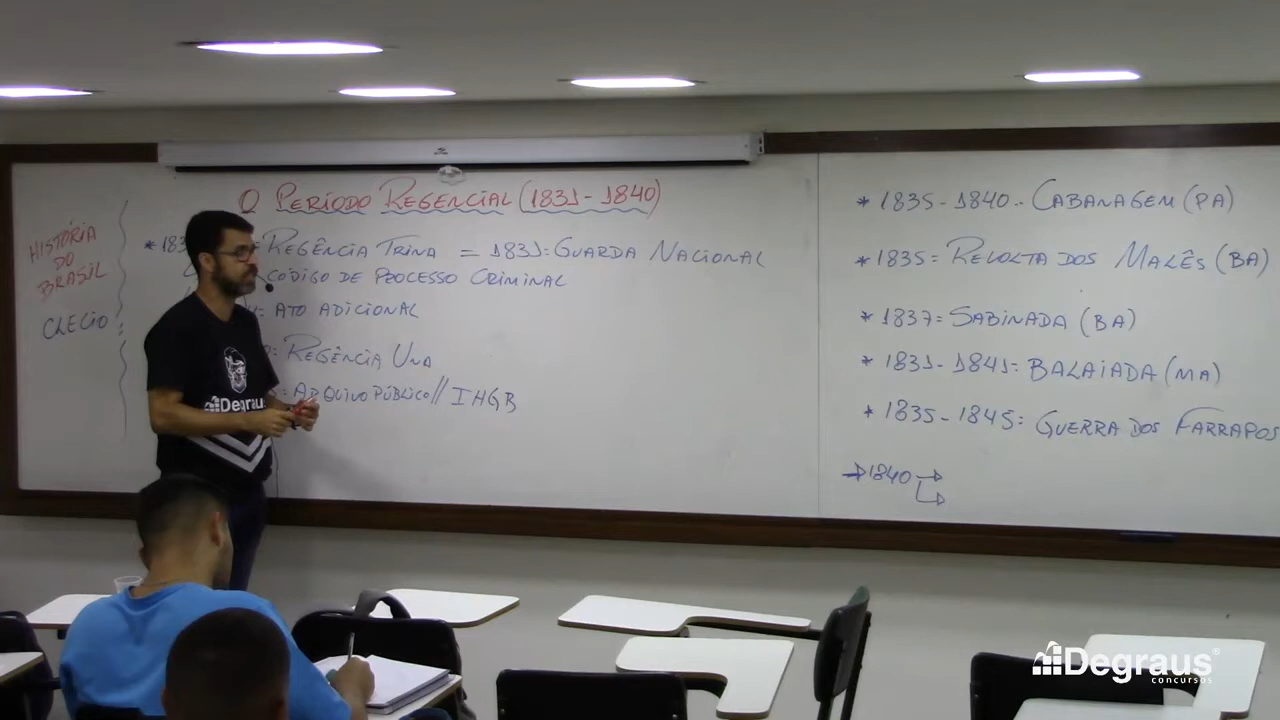 HISTÓRIA
DO
BRASIL
CLECIO:
O PERÍODO REGENCIAL (1831-1840)
REGÊNCIA TRINA = 1831: GUARDA NACIONAL
CÓDIGO DE PROCESSO CRIMINAL
: ATO ADICIONAL
: REGÊNCIA UNA
: ARQUIVO PÚBLICO // IHGB
* 1835-1840.. CABANAGEM (PA)
* 1835= REVOLTA DOS MALÊS (BA)
* 1837= SABINADA (BA)
* 1831-1841= BALAIADA (MA)
* 1835-1845: GUERRA DOS FARRAPOS
→1840
Degraus
Degraus®
concursos